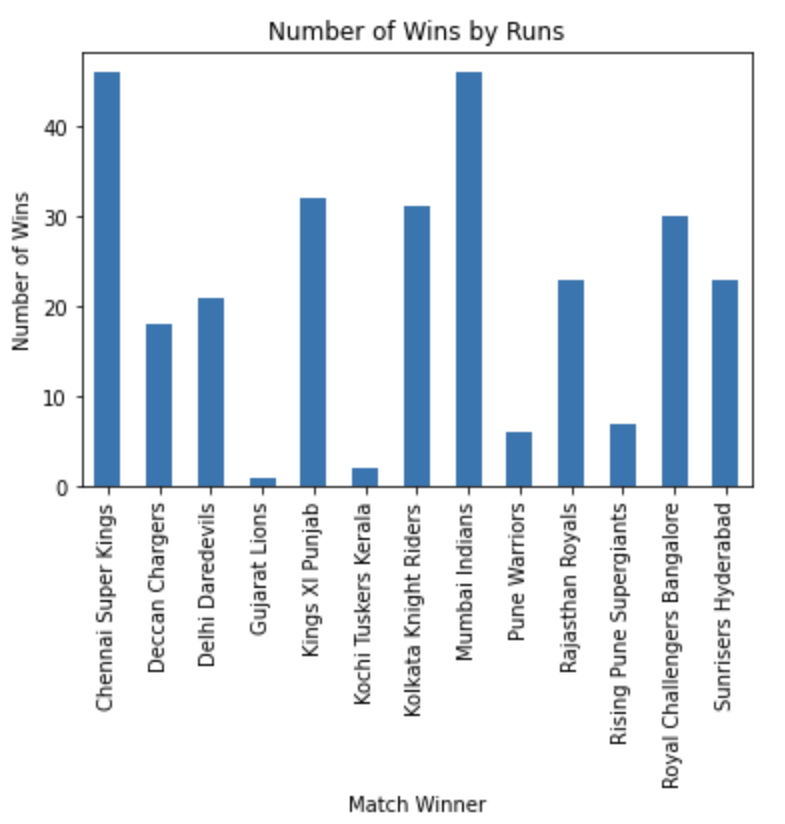 Number of Wins by Runs
Number of Wins
40
30
20
10
0
Chennai Super Kings
Deccan Chargers
Delhi Daredevils
Gujarat Lions
Kings XI Punjab
Kochi Tuskers Kerala
Kolkata Knight Riders
Mumbai Indians
Pune Warriors
Rajasthan Royals
Rising Pune Supergiants
Royal Challengers Bangalore
Sunrisers Hyderabad
Match Winner